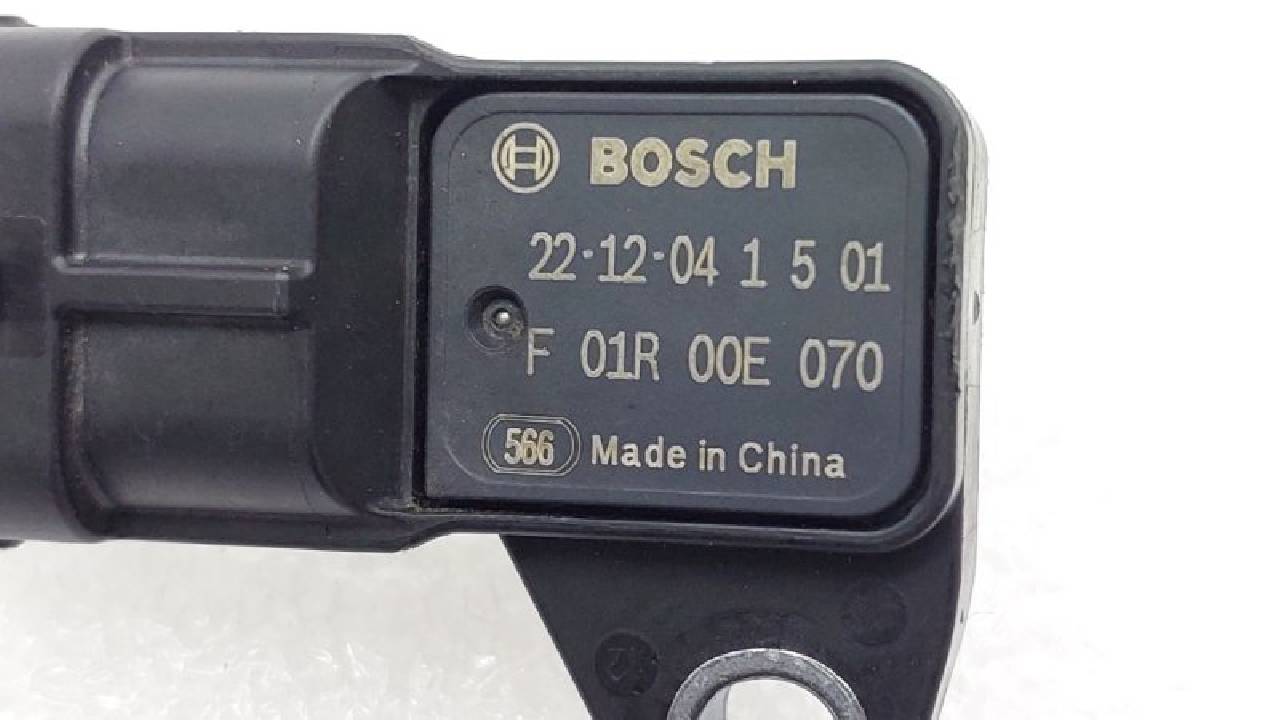 BOSCH
22·12·04 1 5 01
F 01R 00E 070
566 Made in China